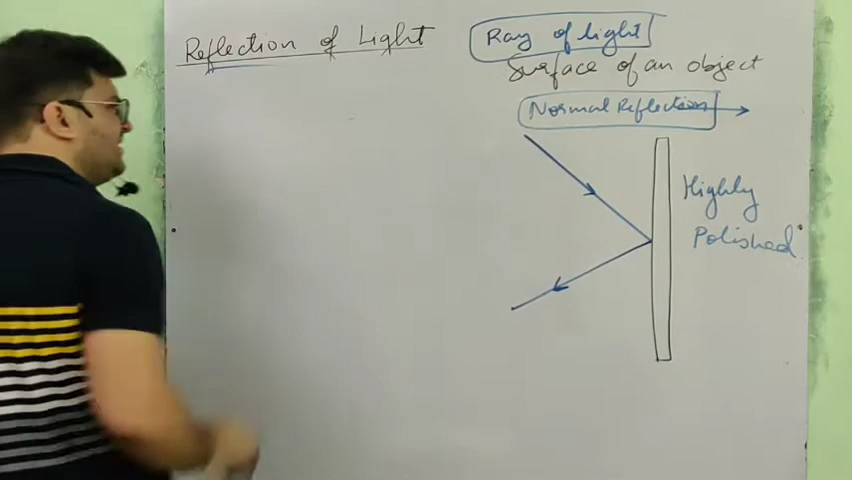 Reflection of Light
Ray of light
Surface of an object
Normal Reflection
Highly
Polished